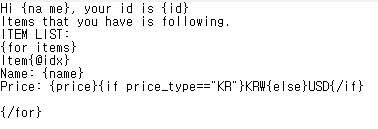 Hi {na me}, your id is {id}
Items that you have is following.
ITEM LIST:
{for items}
Item{@idx}
Name: {name}
Price: {price}{if price_type=="KR"}KRW{else}USD{/if}

{/for}